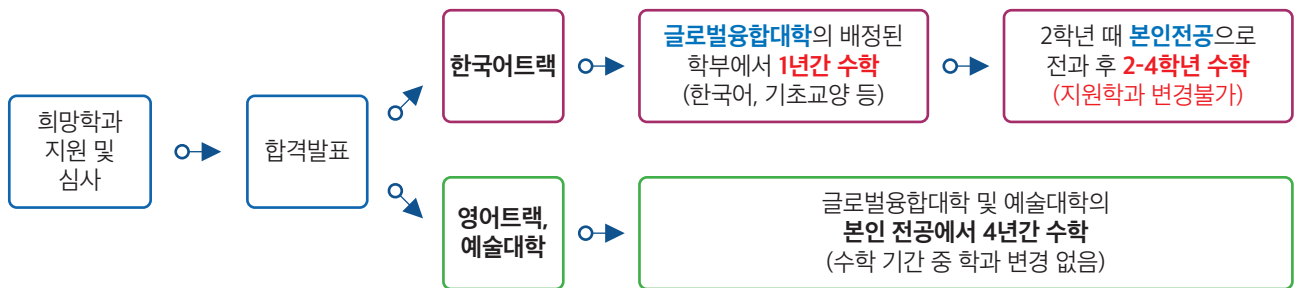 희망학과
지원 및
심사
합격발표
한국어트랙
글로벌융합대학의 배정된
학부에서 1년간 수학
(한국어, 기초교양 등)
2학년 때 본인전공으로
전과 후 2-4학년 수학
(지원학과 변경불가)
영어트랙,
예술대학
글로벌융합대학 및 예술대학의
본인 전공에서 4년간 수학
(수학 기간 중 학과 변경 없음)